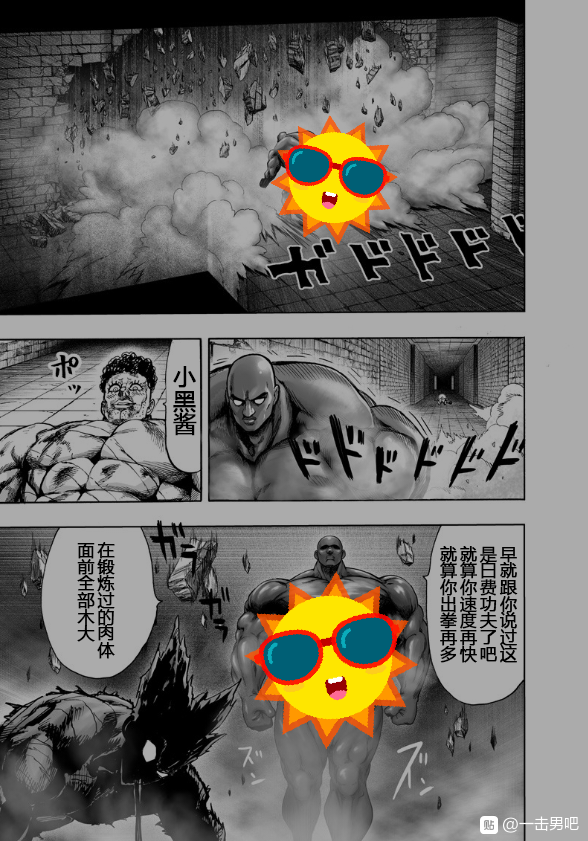 ガドドドド
ドドドドドド
小黑酱
ポッ
早就跟你说过这
是口费功夫了吧
就算你速度再快
就算你出拳再多
ガラ
ガラ
在锻炼过的肉体
面前全部木大
ズン
ズン
贴 @一击男吧